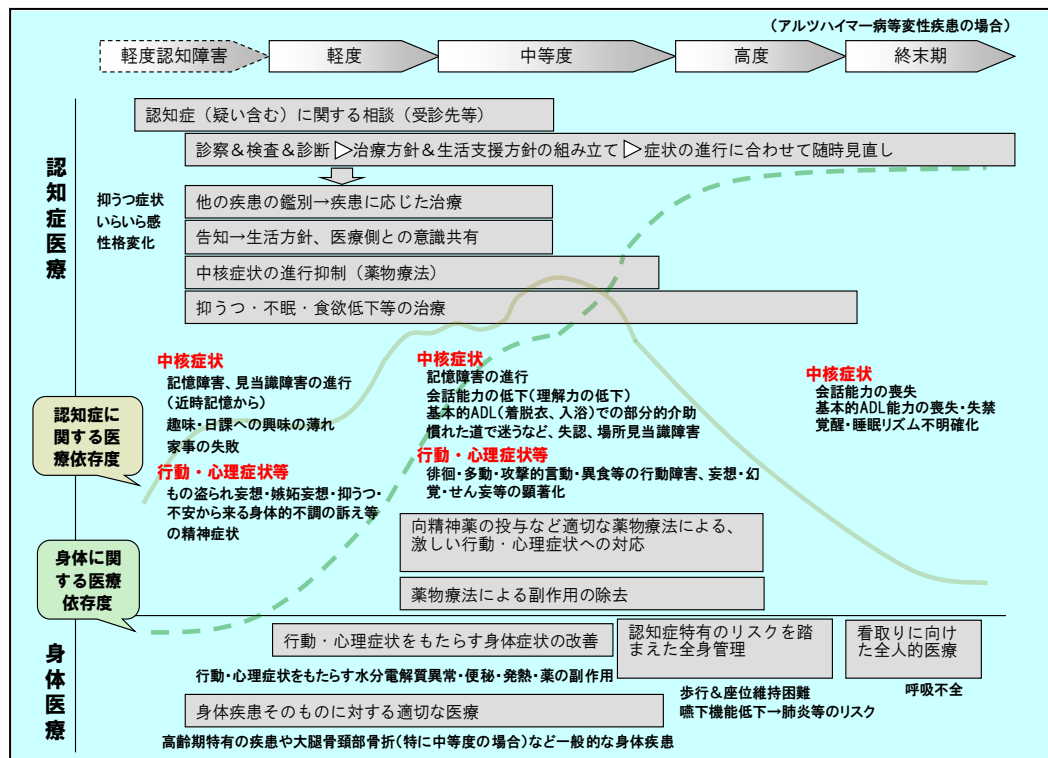 （アルツハイマー病等変性疾患の場合）
軽度認知障害
軽度
中等度
高度
終末期
認知症医療
認知症（疑い含む）に関する相談（受診先等）
診察＆検査＆診断▷治療方針＆生活支援方針の組み立て▷症状の進行に合わせて随時見直し
抑うつ症状
いらいら感
性格変化
他の疾患の鑑別→疾患に応じた治療
告知→生活方針、医療側との意識共有
中核症状の進行抑制（薬物療法）
抑うつ・不眠・食欲低下等の治療
中核症状
記憶障害、見当識障害の進行
（近時記憶から）
趣味・日課への興味の薄れ
家事の失敗
行動・心理症状等
もの盗られ妄想・嫉妬妄想・抑うつ・
不安から来る身体的不調の訴え等
の精神症状
中核症状
記憶障害の進行
会話能力の低下（理解力の低下）
基本的ADL（着脱衣、入浴）での部分的介助
慣れた道で迷うなど、失認、場所見当識障害
行動・心理症状等
徘徊・多動・攻撃的言動・異食等の行動障害、妄想・幻
覚・せん妄等の顕著化
中核症状
会話能力の喪失
基本的ADL能力の喪失・失禁
覚醒・睡眠リズム不明確化
認知症に
関する医
療依存度
向精神薬の投与など適切な薬物療法による、
激しい行動・心理症状への対応
薬物療法による副作用の除去
身体に関
する医療
依存度
身体医療
行動・心理症状をもたらす身体症状の改善
行動・心理症状をもたらす水分電解質異常・便秘・発熱・薬の副作用
認知症特有のリスクを踏
まえた全身管理
看取りに向け
た全人的医療
歩行＆座位維持困難
嚥下機能低下→肺炎等のリスク
呼吸不全
身体疾患そのものに対する適切な医療
高齢期特有の疾患や大腿骨頚部骨折（特に中等度の場合）など一般的な身体疾患